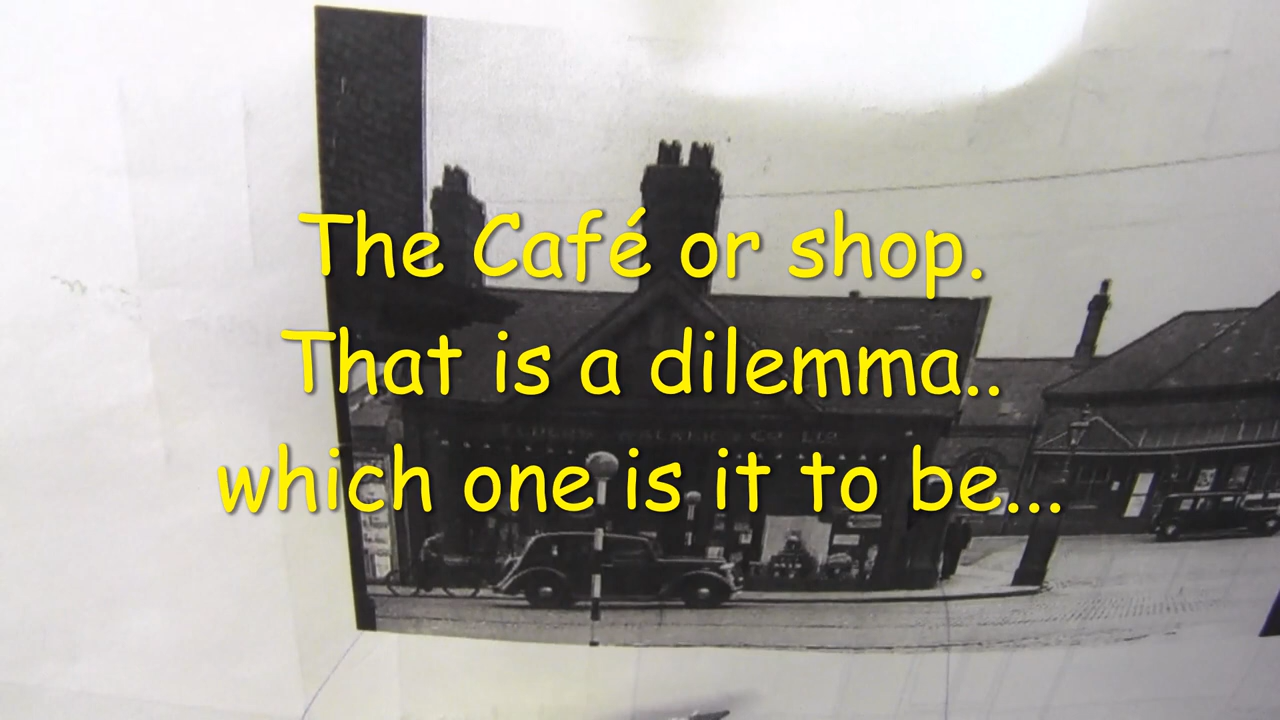 The Café or shop.
That is a dilemma..
which one is it to be...